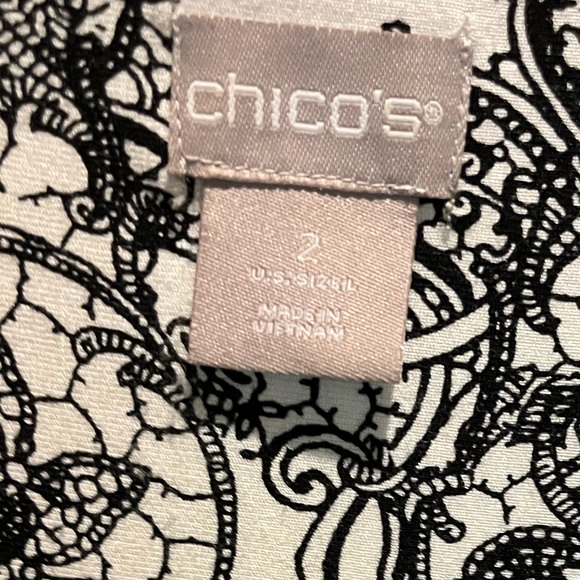 chico's®
2
U.S. SIZE L
MADE IN
VIETNAM